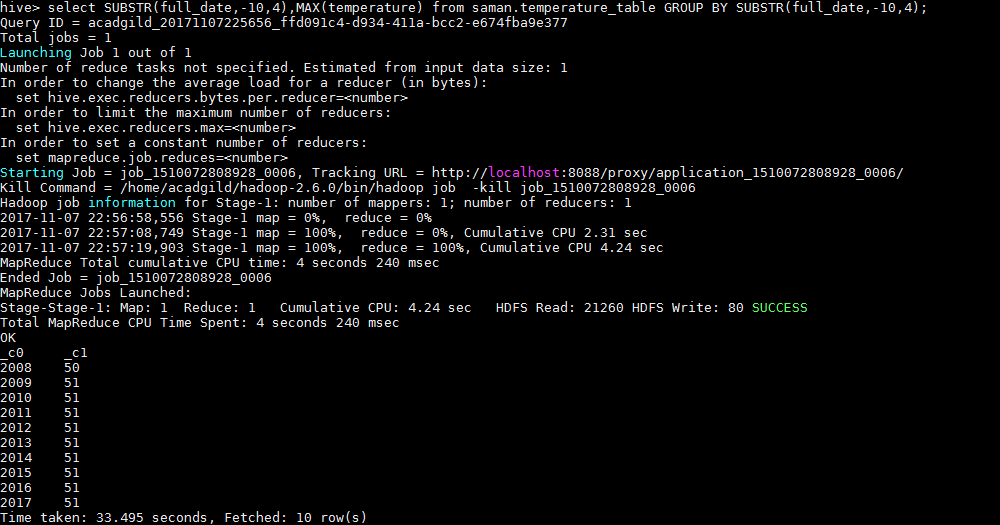 hive> select SUBSTR(full_date,-10,4),MAX(temperature) from saman.temperature_table GROUP BY SUBSTR(full_date,-10,4);
Query ID = acadgild_20171107225656_ffd091c4-d934-411a-bcc2-e674fba9e377
Total jobs = 1
Launching Job 1 out of 1
Number of reduce tasks not specified. Estimated from input data size: 1
In order to change the average load for a reducer (in bytes):
  set hive.exec.reducers.bytes.per.reducer=<number>
In order to limit the maximum number of reducers:
  set hive.exec.reducers.max=<number>
In order to set a constant number of reducers:
  set mapreduce.job.reduces=<number>
Starting Job = job_1510072808928_0006, Tracking URL = http://localhost:8088/proxy/application_1510072808928_0006/
Kill Command = /home/acadgild/hadoop-2.6.0/bin/hadoop job  -kill job_1510072808928_0006
Hadoop job information for Stage-1: number of mappers: 1; number of reducers: 1
2017-11-07 22:56:58,556 Stage-1 map = 0%,  reduce = 0%
2017-11-07 22:57:08,749 Stage-1 map = 100%,  reduce = 0%, Cumulative CPU 2.31 sec
2017-11-07 22:57:19,903 Stage-1 map = 100%,  reduce = 100%, Cumulative CPU 4.24 sec
MapReduce Total cumulative CPU time: 4 seconds 240 msec
Ended Job = job_1510072808928_0006
MapReduce Jobs Launched:
Stage-Stage-1: Map: 1  Reduce: 1   Cumulative CPU: 4.24 sec   HDFS Read: 21260 HDFS Write: 80 SUCCESS
Total MapReduce CPU Time Spent: 4 seconds 240 msec
OK
_c0     _c1
2008    50
2009    51
2010    51
2011    51
2012    51
2013    51
2014    51
2015    51
2016    51
2017    51
Time taken: 33.495 seconds, Fetched: 10 row(s)